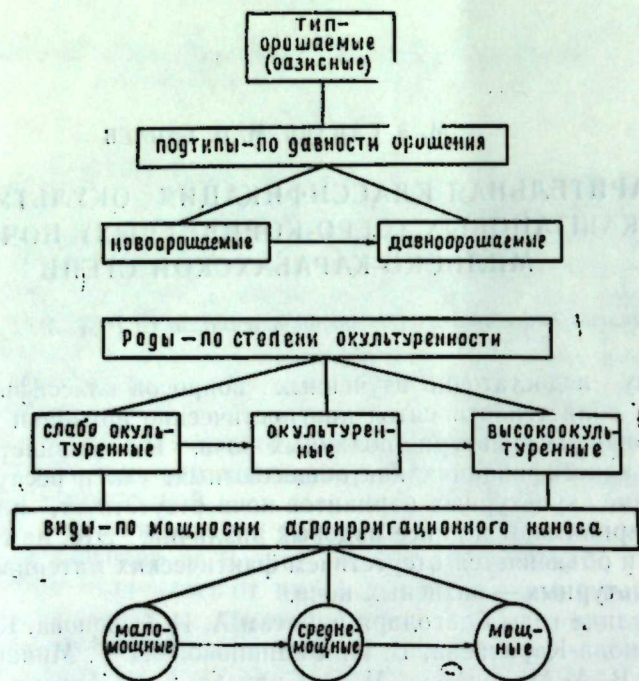 тип-
орошаемые
(оазисные)
подтипы-по давности орошения
новоорошаемые
давноорошаемые
Роды-по степени окультуренности
слабо окуль-
туренные
окультурен-
ные
высокоокуль-
туренные
виды-по мощносни агроирригационного наноса
мало-
мощные
средне-
мощные
мощ-
ные